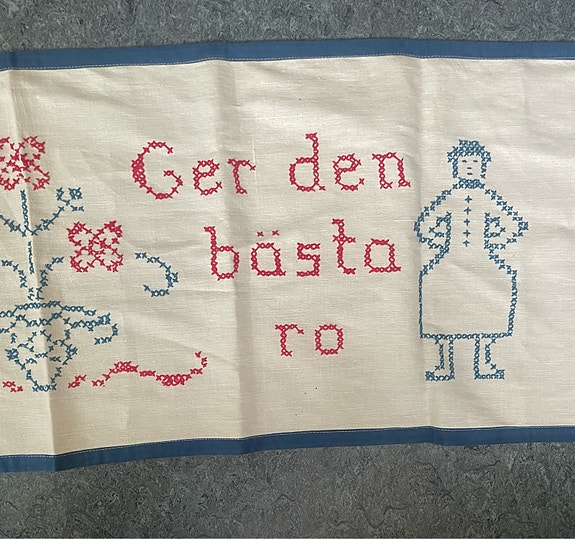 Ger den
bästa
ro